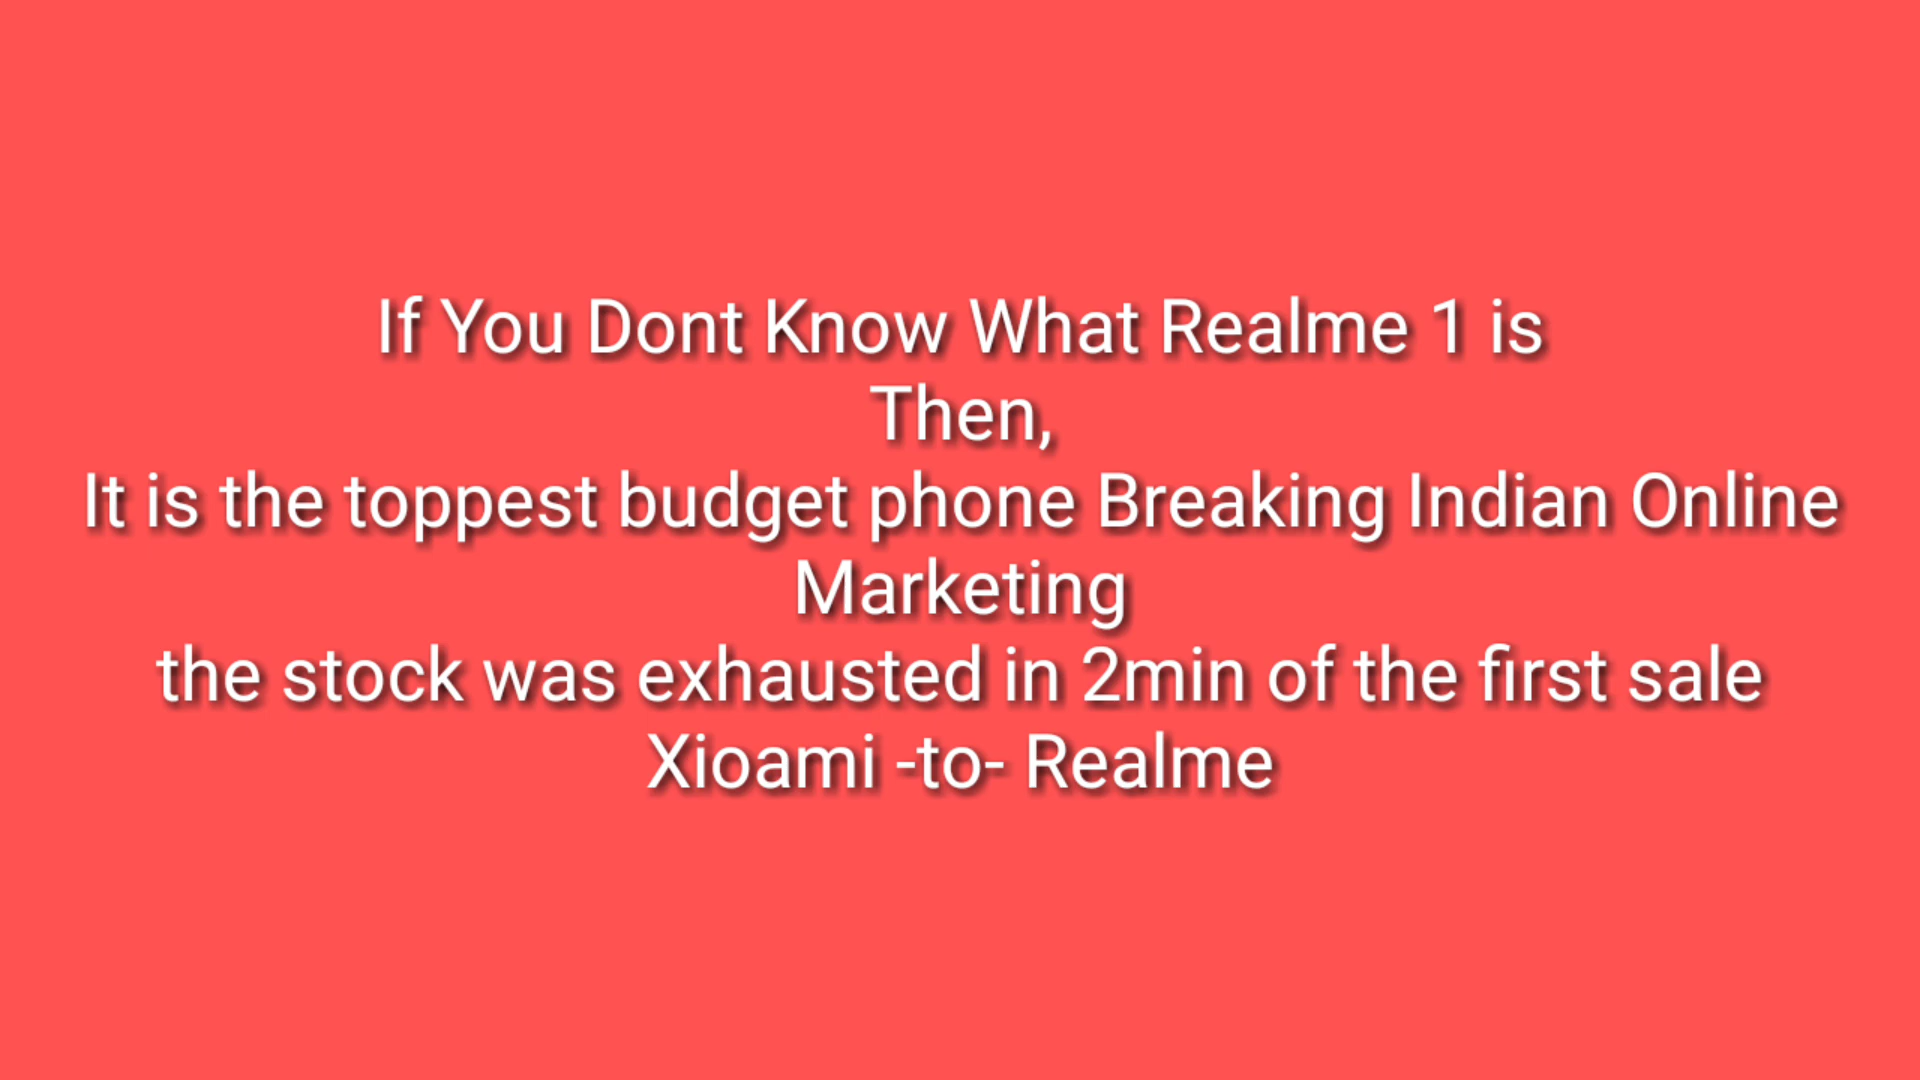 If You Dont Know What Realme 1 is
Then,
It is the toppest budget phone Breaking Indian Online
Marketing
the stock was exhausted in 2min of the first sale
Xioami -to- Realme